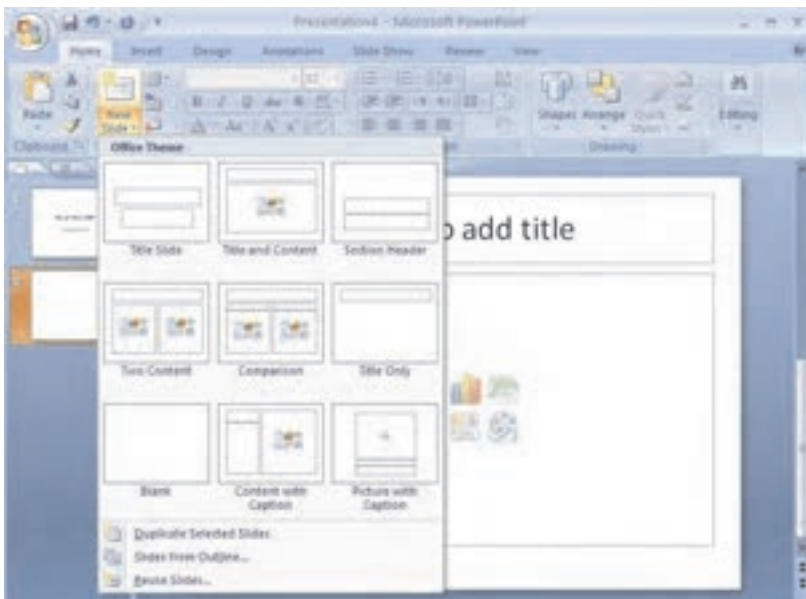 Presentation4 - Microsoft PowerPoint
Home Insert Design Animations Slide Show Review View
Paste
New Slide
Shapes Arrange Quick Styles
Editing
Clipboard
Drawing
Office Theme
Title Slide Title and Content Section Header
Two Content Comparison Title Only
Blank Content with Caption Picture with Caption
Duplicate Selected Slides
Slides from Outline...
Reuse Slides...
add title